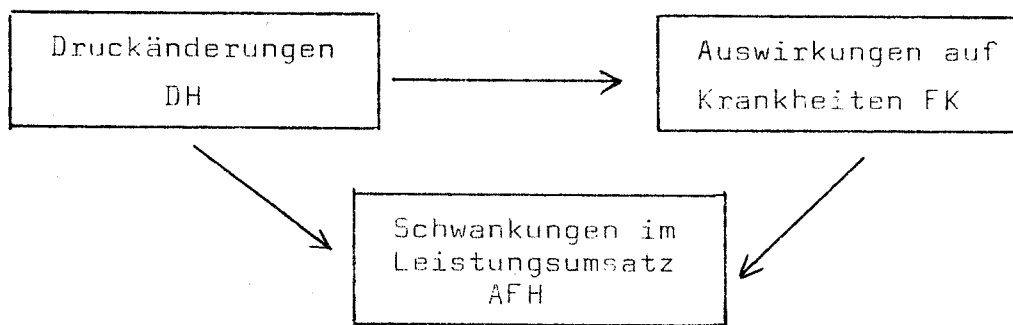 Druckänderungen
DH
Auswirkungen auf
Krankheiten FK
Schwankungen im
Leistungsumsatz
AFH